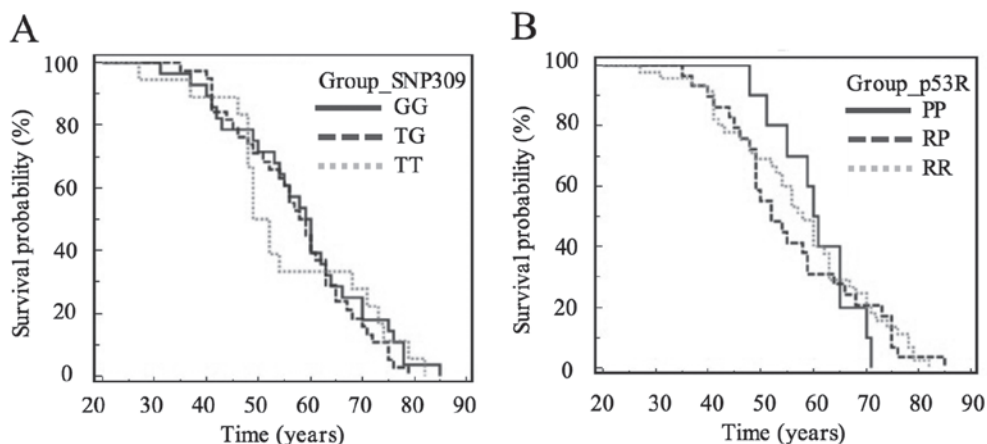 A
Survival probability (%)
100
80
60
40
20
0
Group_SNP309
GG
TG
TT
20 30 40 50 60 70 80 90
Time (years)
B
Survival probability (%)
100
80
60
40
20
0
Group_p53R
PP
RP
RR
20 30 40 50 60 70 80 90
Time (years)